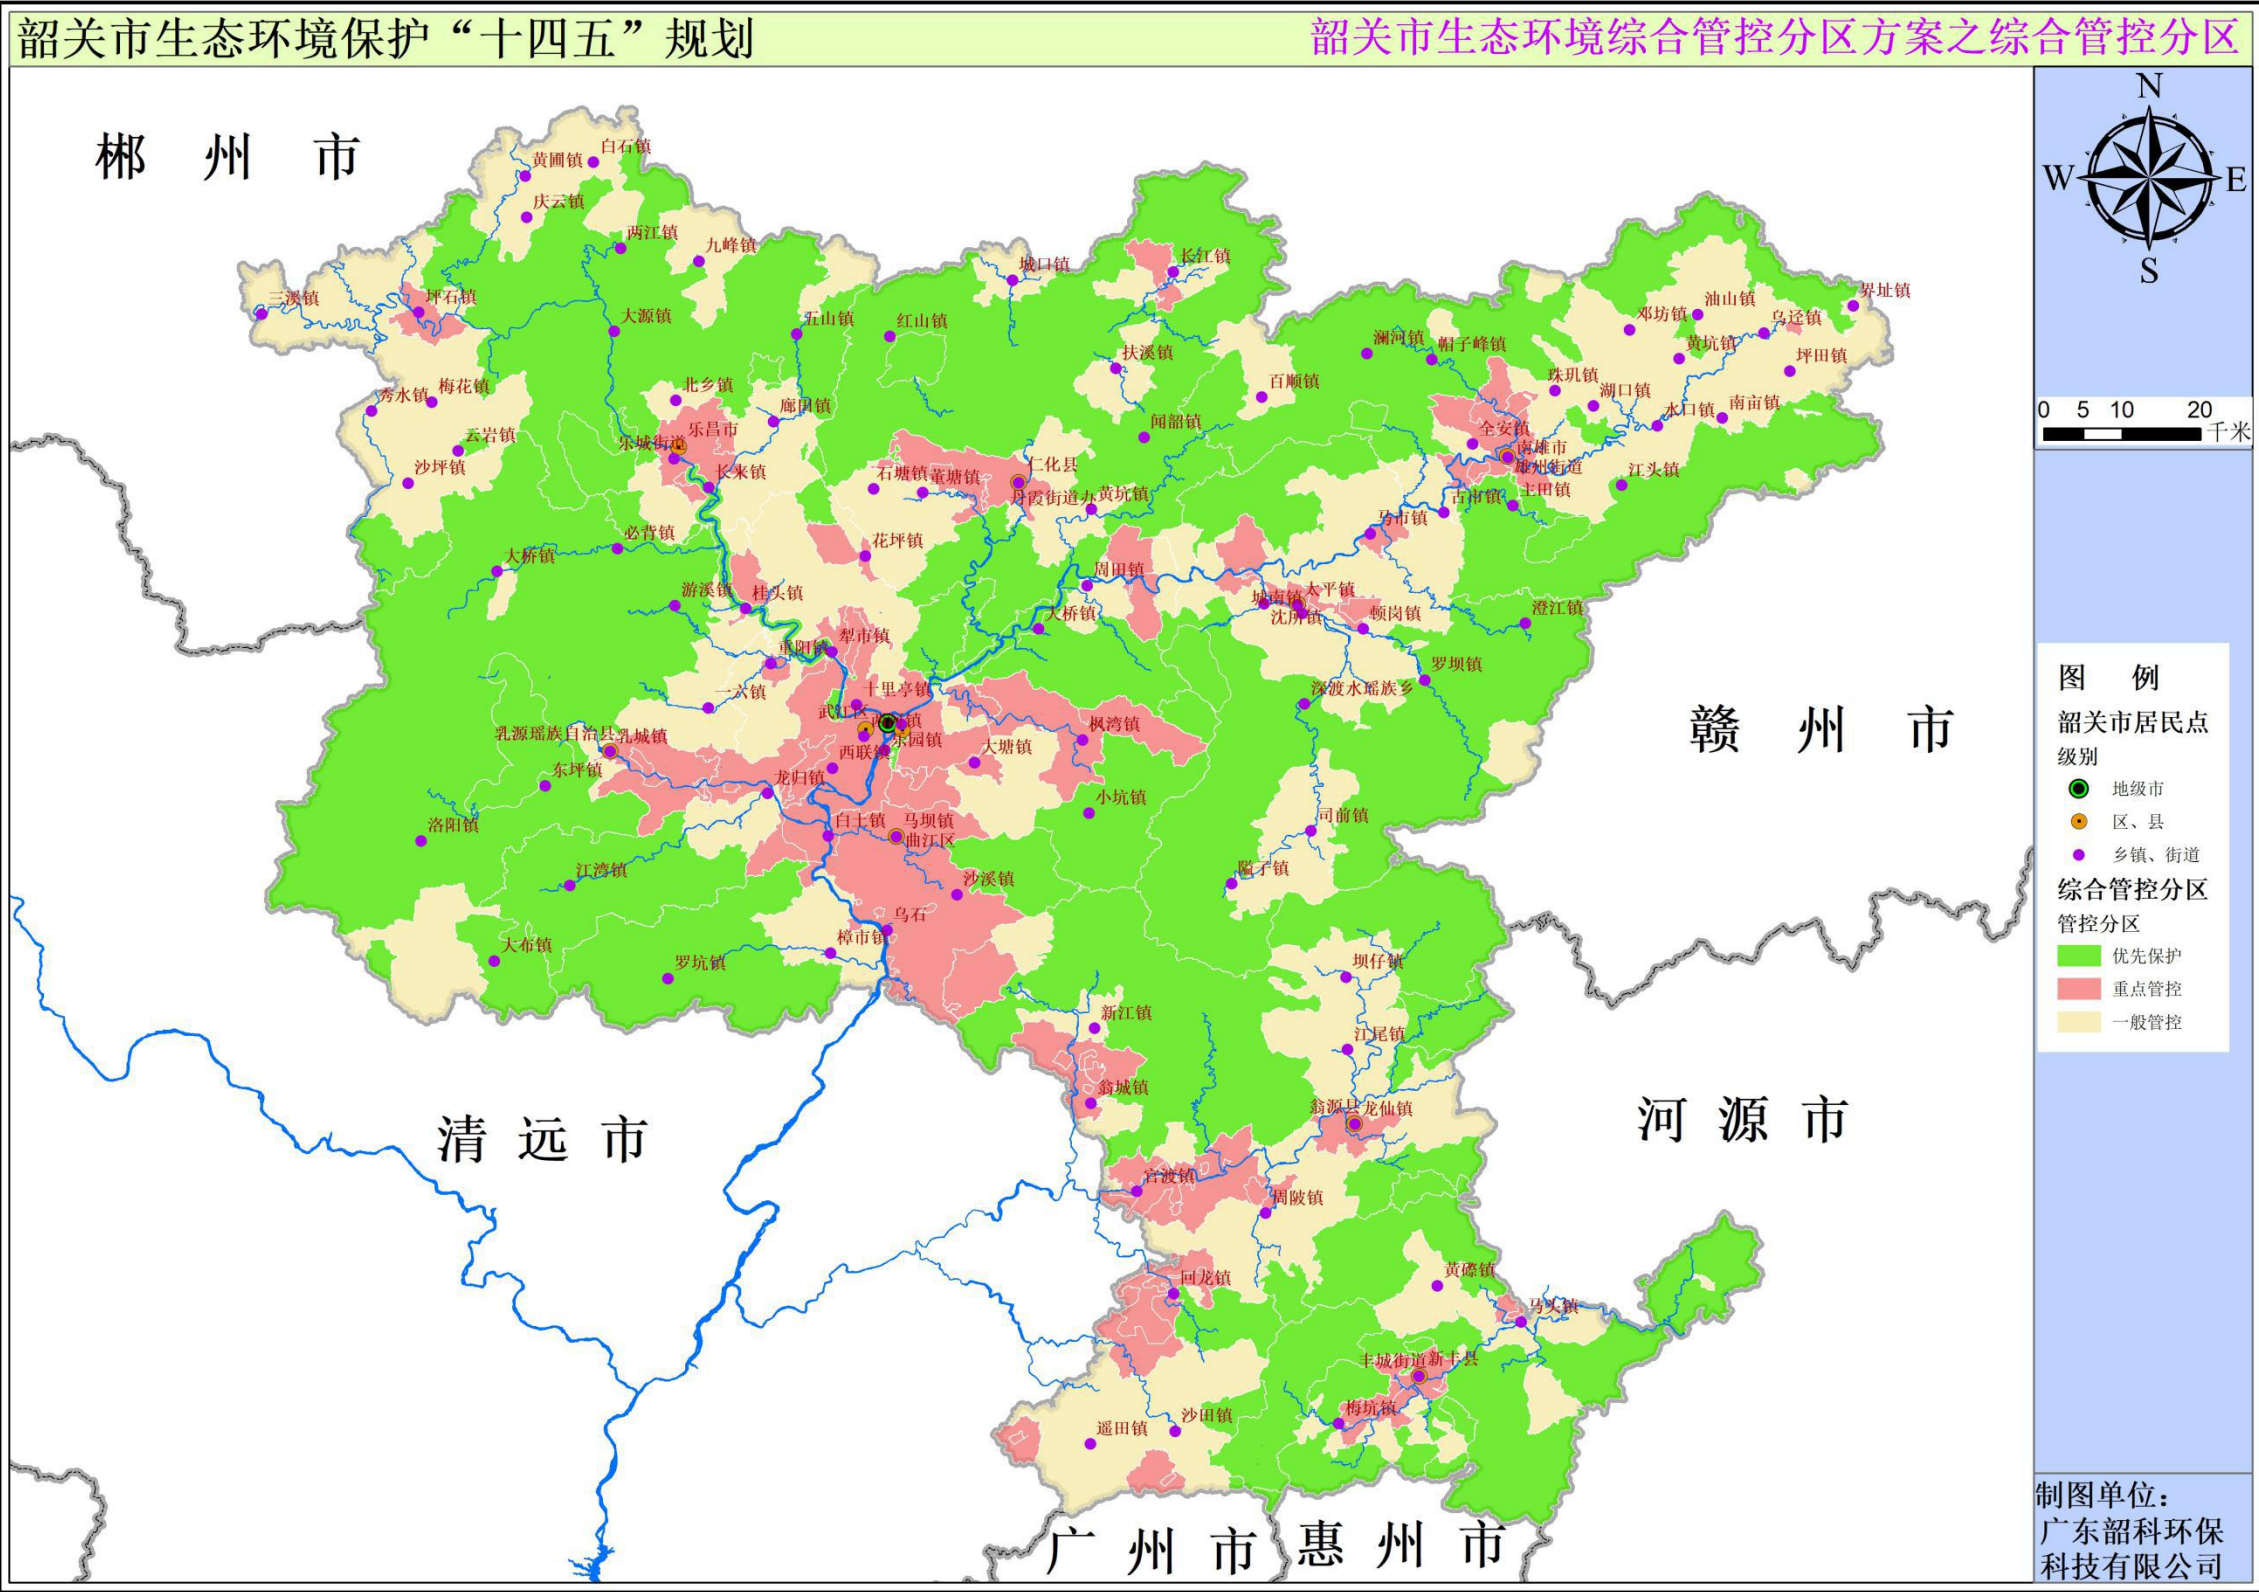 韶关市生态环境保护“十四五”规划
韶关市生态环境综合管控分区方案之综合管控分区
N
W
E
S
0 5 10 20
千米
郴州市
赣州市
清远市
河源市
广州市
惠州市
白石镇
黄圃镇
庆云镇
两江镇
九峰镇
三溪镇
坪石镇
大源镇
五山镇
红山镇
城口镇
长江镇
扶溪镇
百顺镇
澜河镇
帽子峰镇
邓坊镇
油山镇
界址镇
乌迳镇
黄坑镇
坪田镇
珠玑镇
湖口镇
水口镇
南亩镇
秀水镇
梅花镇
北乡镇
廊田镇
云岩镇
乐城街道
乐昌市
沙坪镇
长来镇
闻韶镇
全安镇
南雄市
雄州街道
江头镇
石塘镇
董塘镇
仁化县
丹霞街道办
黄坑镇
古市镇
主田镇
马市镇
必背镇
大桥镇
花坪镇
周田镇
游溪镇
桂头镇
大桥镇
城南镇
太平镇
沈所镇
顿岗镇
澄江镇
犁市镇
重阳镇
罗坝镇
一六镇
十里亭镇
武江区
深渡水瑶族乡
枫湾镇
乳源瑶族自治县
乳城镇
乐园镇
西联镇
大塘镇
东坪镇
龙归镇
小坑镇
洛阳镇
白土镇
马坝镇
曲江区
司前镇
江湾镇
沙溪镇
隘子镇
乌石
大布镇
樟市镇
罗坑镇
坝仔镇
新江镇
江尾镇
翁城镇
翁源县
龙仙镇
官渡镇
周陂镇
回龙镇
黄磜镇
马头镇
丰城街道
新丰县
梅坑镇
遥田镇
沙田镇
图 例
韶关市居民点
级别
地级市
区、县
乡镇、街道
综合管控分区
管控分区
优先保护
重点管控
一般管控
制图单位：
广东韶科环保
科技有限公司